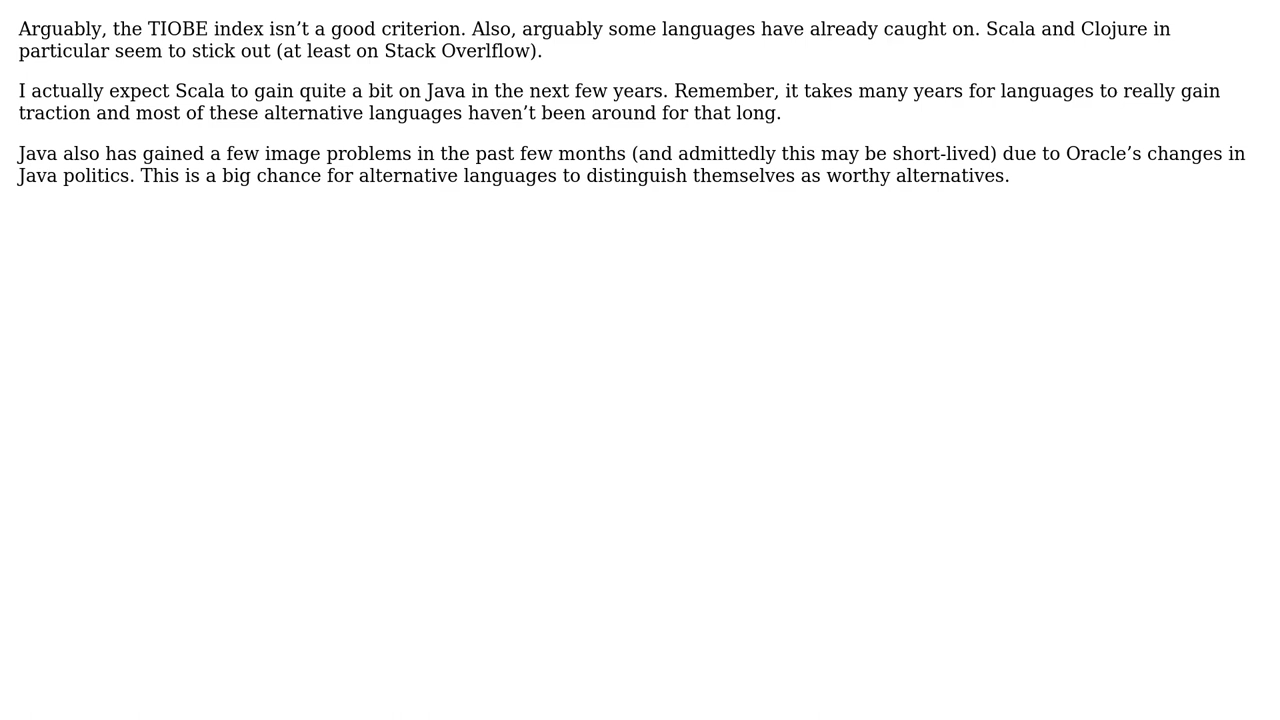 Arguably, the TIOBE index isn’t a good criterion. Also, arguably some languages have already caught on. Scala and Clojure in
particular seem to stick out (at least on Stack Overlflow).
I actually expect Scala to gain quite a bit on Java in the next few years. Remember, it takes many years for languages to really gain
traction and most of these alternative languages haven’t been around for that long.
Java also has gained a few image problems in the past few months (and admittedly this may be short-lived) due to Oracle’s changes in
Java politics. This is a big chance for alternative languages to distinguish themselves as worthy alternatives.